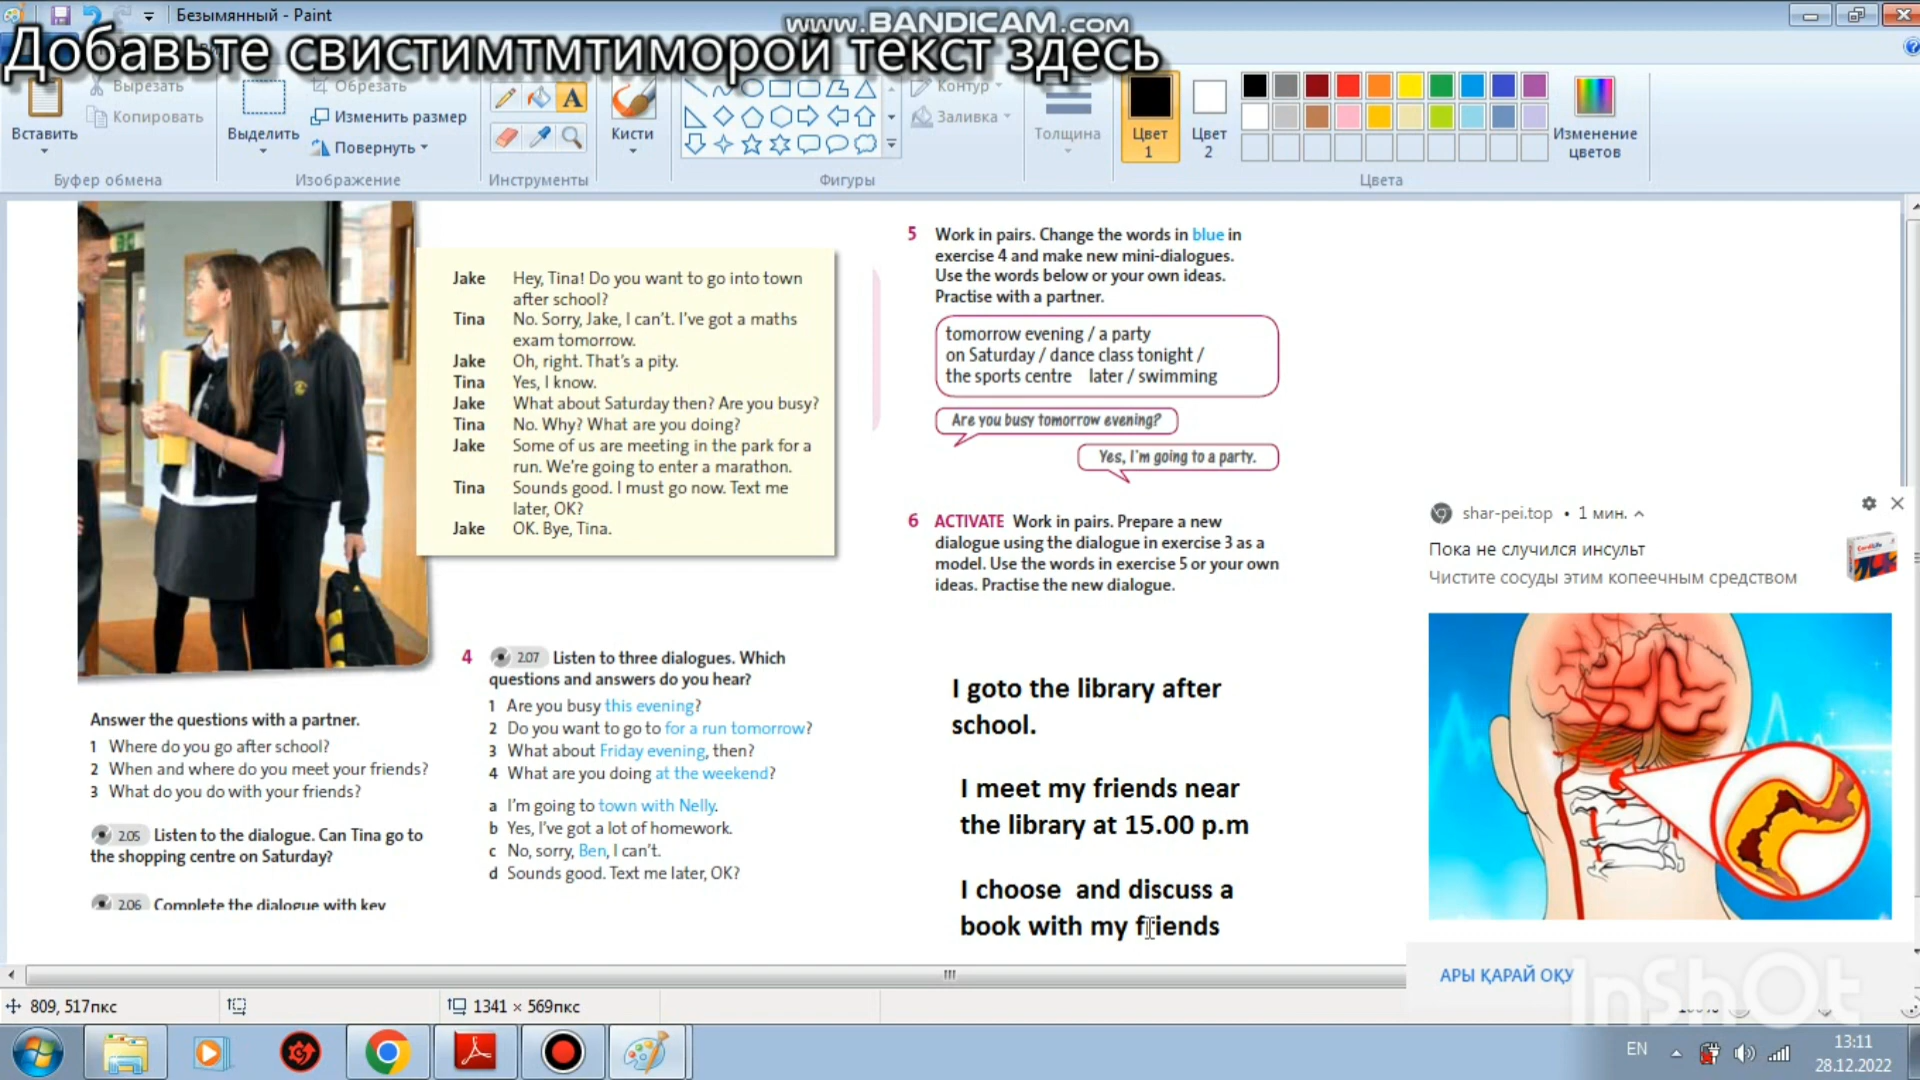 Безымянный - Paint
www.BANDICAM.com
Добавьте свистимтмтиморой текст здесь
Вставить
Вырезать
Копировать
Буфер обмена
Выделить
Обрезать
Изменить размер
Повернуть
Изображение
Инструменты
Кисти
Фигуры
Контур
Заливка
Толщина
Цвет 1
Цвет 2
Изменение цветов
Цвета
Jake Hey, Tina! Do you want to go into town
after school?
Tina No. Sorry, Jake, I can't. I've got a maths
exam tomorrow.
Jake Oh, right. That's a pity.
Tina Yes, I know.
Jake What about Saturday then? Are you busy?
Tina No. Why? What are you doing?
Jake Some of us are meeting in the park for a
run. We're going to enter a marathon.
Tina Sounds good. I must go now. Text me
later, OK?
Jake OK. Bye, Tina.
Answer the questions with a partner.
1 Where do you go after school?
2 When and where do you meet your friends?
3 What do you do with your friends?
2.05 Listen to the dialogue. Can Tina go to
the shopping centre on Saturday?
2.06 Complete the dialogue with key
4 2.07 Listen to three dialogues. Which
questions and answers do you hear?
1 Are you busy this evening?
2 Do you want to go to for a run tomorrow?
3 What about Friday evening, then?
4 What are you doing at the weekend?
a I'm going to town with Nelly.
b Yes, I've got a lot of homework.
c No, sorry, Ben, I can't.
d Sounds good. Text me later, OK?
5 Work in pairs. Change the words in blue in
exercise 4 and make new mini-dialogues.
Use the words below or your own ideas.
Practise with a partner.
tomorrow evening / a party
on Saturday / dance class tonight /
the sports centre later / swimming
Are you busy tomorrow evening?
Yes, I'm going to a party.
6 ACTIVATE Work in pairs. Prepare a new
dialogue using the dialogue in exercise 3 as a
model. Use the words in exercise 5 or your own
ideas. Practise the new dialogue.
I goto the library after
school.
I meet my friends near
the library at 15.00 p.m
I choose and discuss a
book with my friends
shar-pei.top • 1 мин.
Пока не случился инсульт
Чистите сосуды этим копеечным средством
АРЫ ҚАРАЙ ОҚУ
InShOt
809, 517пкс
1341 × 569пкс
EN
13:11
28.12.2022